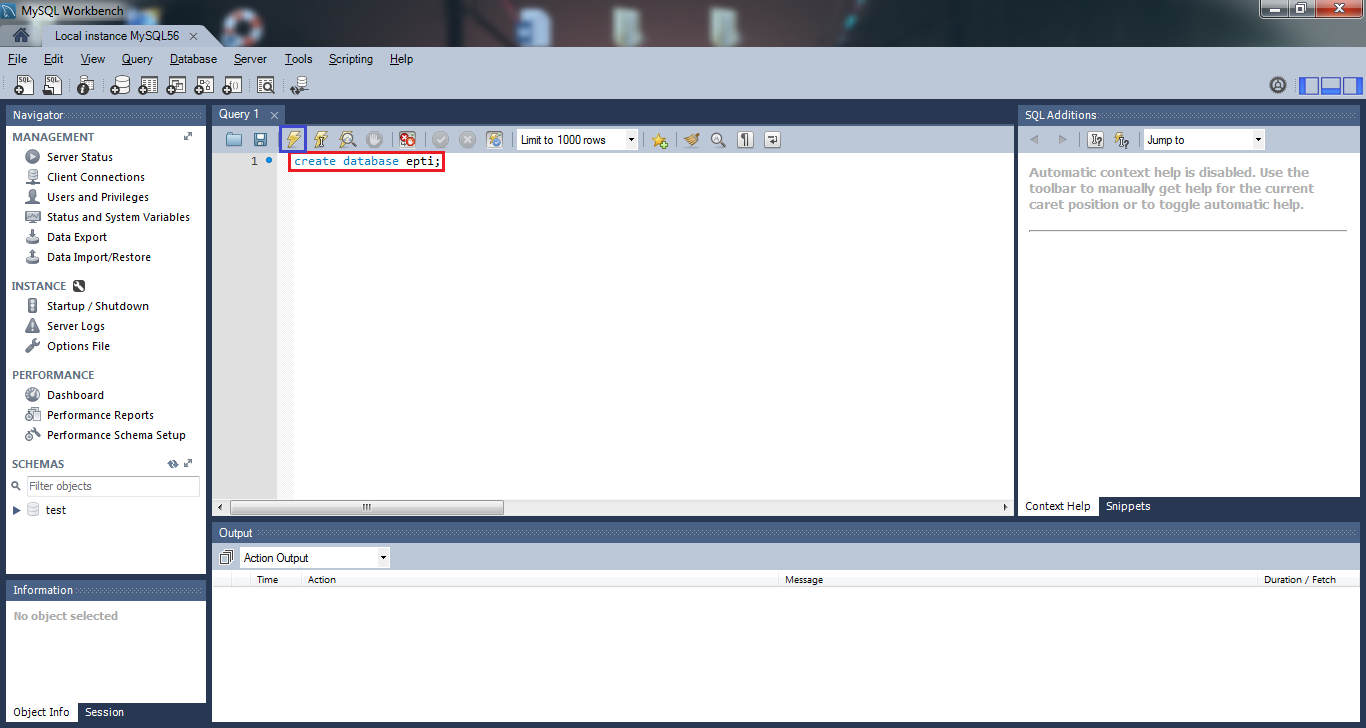 MySQL Workbench
Local instance MySQL56
File Edit View Query Database Server Tools Scripting Help
Navigator
MANAGEMENT
Server Status
Client Connections
Users and Privileges
Status and System Variables
Data Export
Data Import/Restore
INSTANCE
Startup / Shutdown
Server Logs
Options File
PERFORMANCE
Dashboard
Performance Reports
Performance Schema Setup
SCHEMAS
Filter objects
test
Information
No object selected
Object Info Session
Query 1
Limit to 1000 rows
1 create database epti;
SQL Additions
Jump to
Automatic context help is disabled. Use the
toolbar to manually get help for the current
caret position or to toggle automatic help.
Context Help Snippets
Output
Action Output
Time Action Message Duration / Fetch